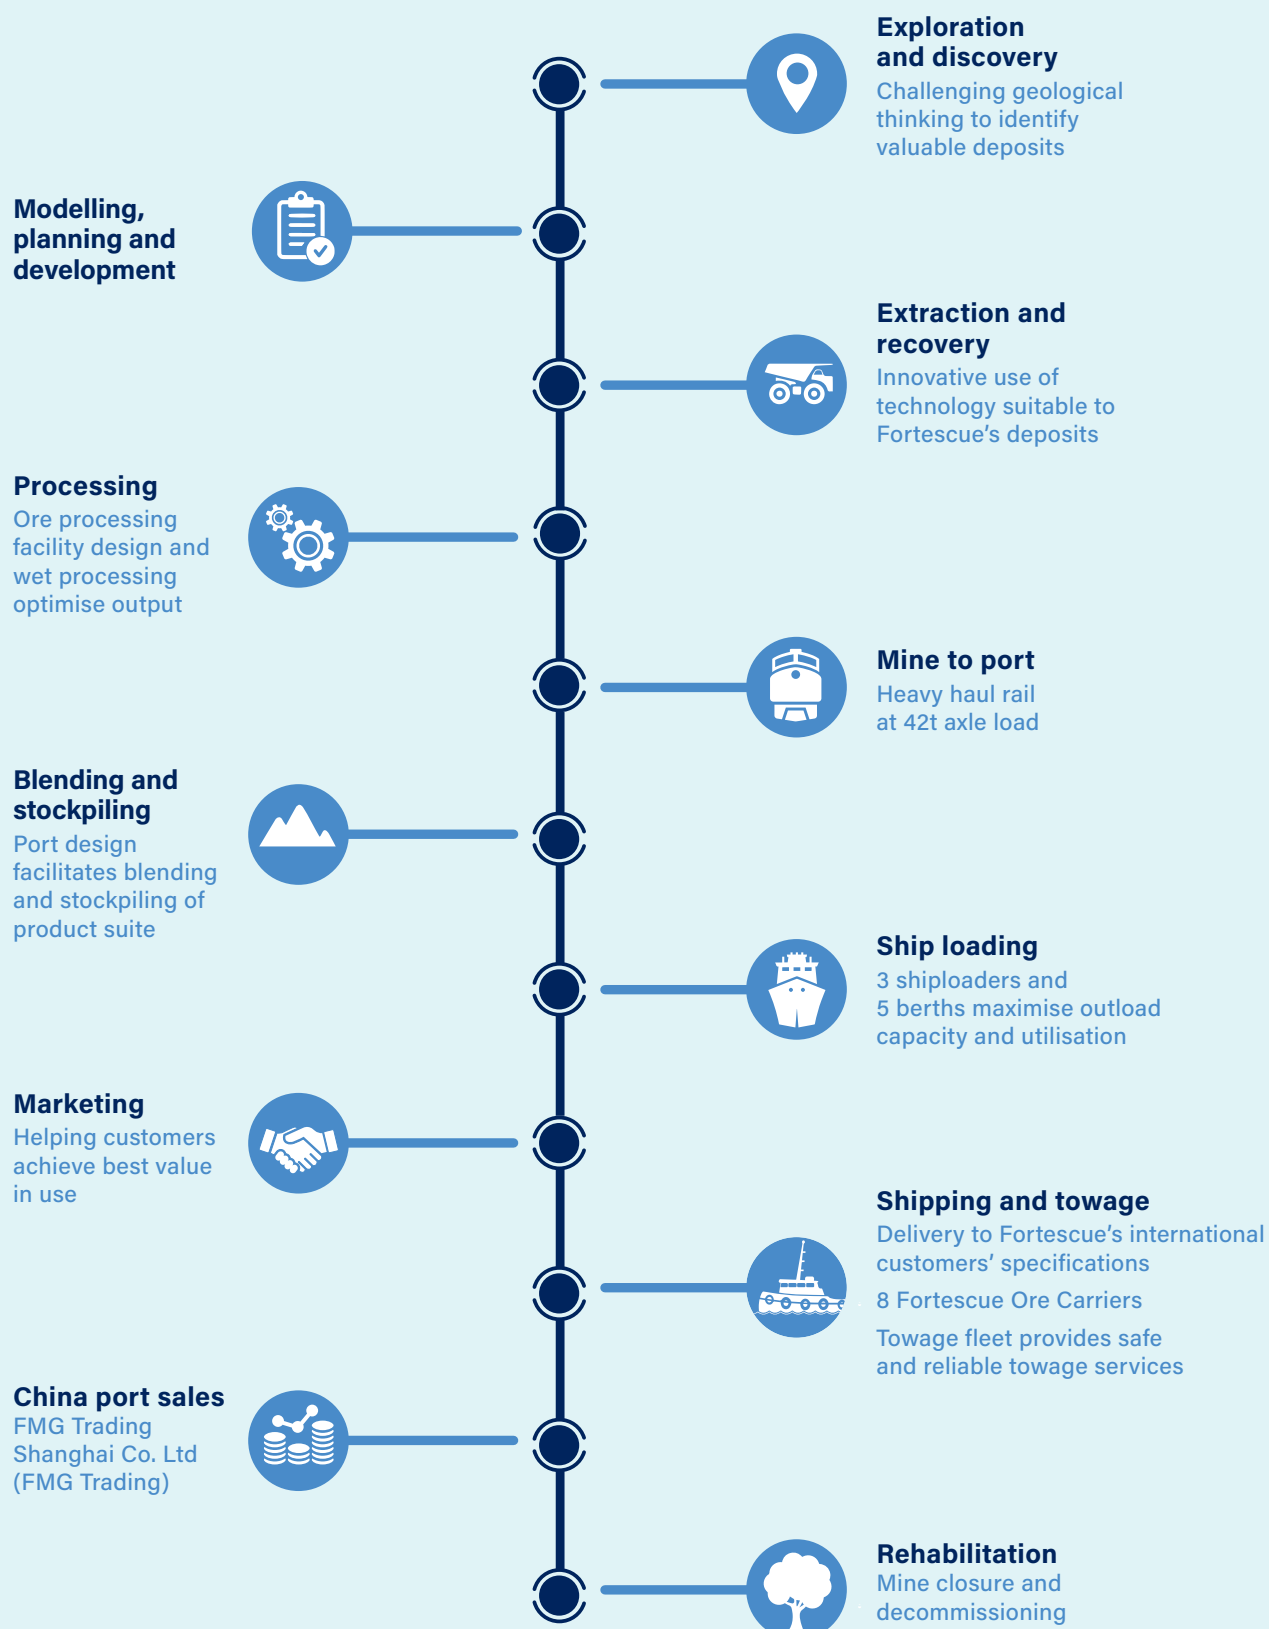 Exploration
and discovery
Challenging geological
thinking to identify
valuable deposits
Modelling,
planning and
development
Extraction and
recovery
Innovative use of
technology suitable to
Fortescue’s deposits
Processing
Ore processing
facility design and
wet processing
optimise output
Mine to port
Heavy haul rail
at 42t axle load
Blending and
stockpiling
Port design
facilitates blending
and stockpiling of
product suite
Ship loading
3 shiploaders and
5 berths maximise outload
capacity and utilisation
Marketing
Helping customers
achieve best value
in use
Shipping and towage
Delivery to Fortescue’s international
customers’ specifications
8 Fortescue Ore Carriers
Towage fleet provides safe
and reliable towage services
China port sales
FMG Trading
Shanghai Co. Ltd
(FMG Trading)
Rehabilitation
Mine closure and
decommissioning